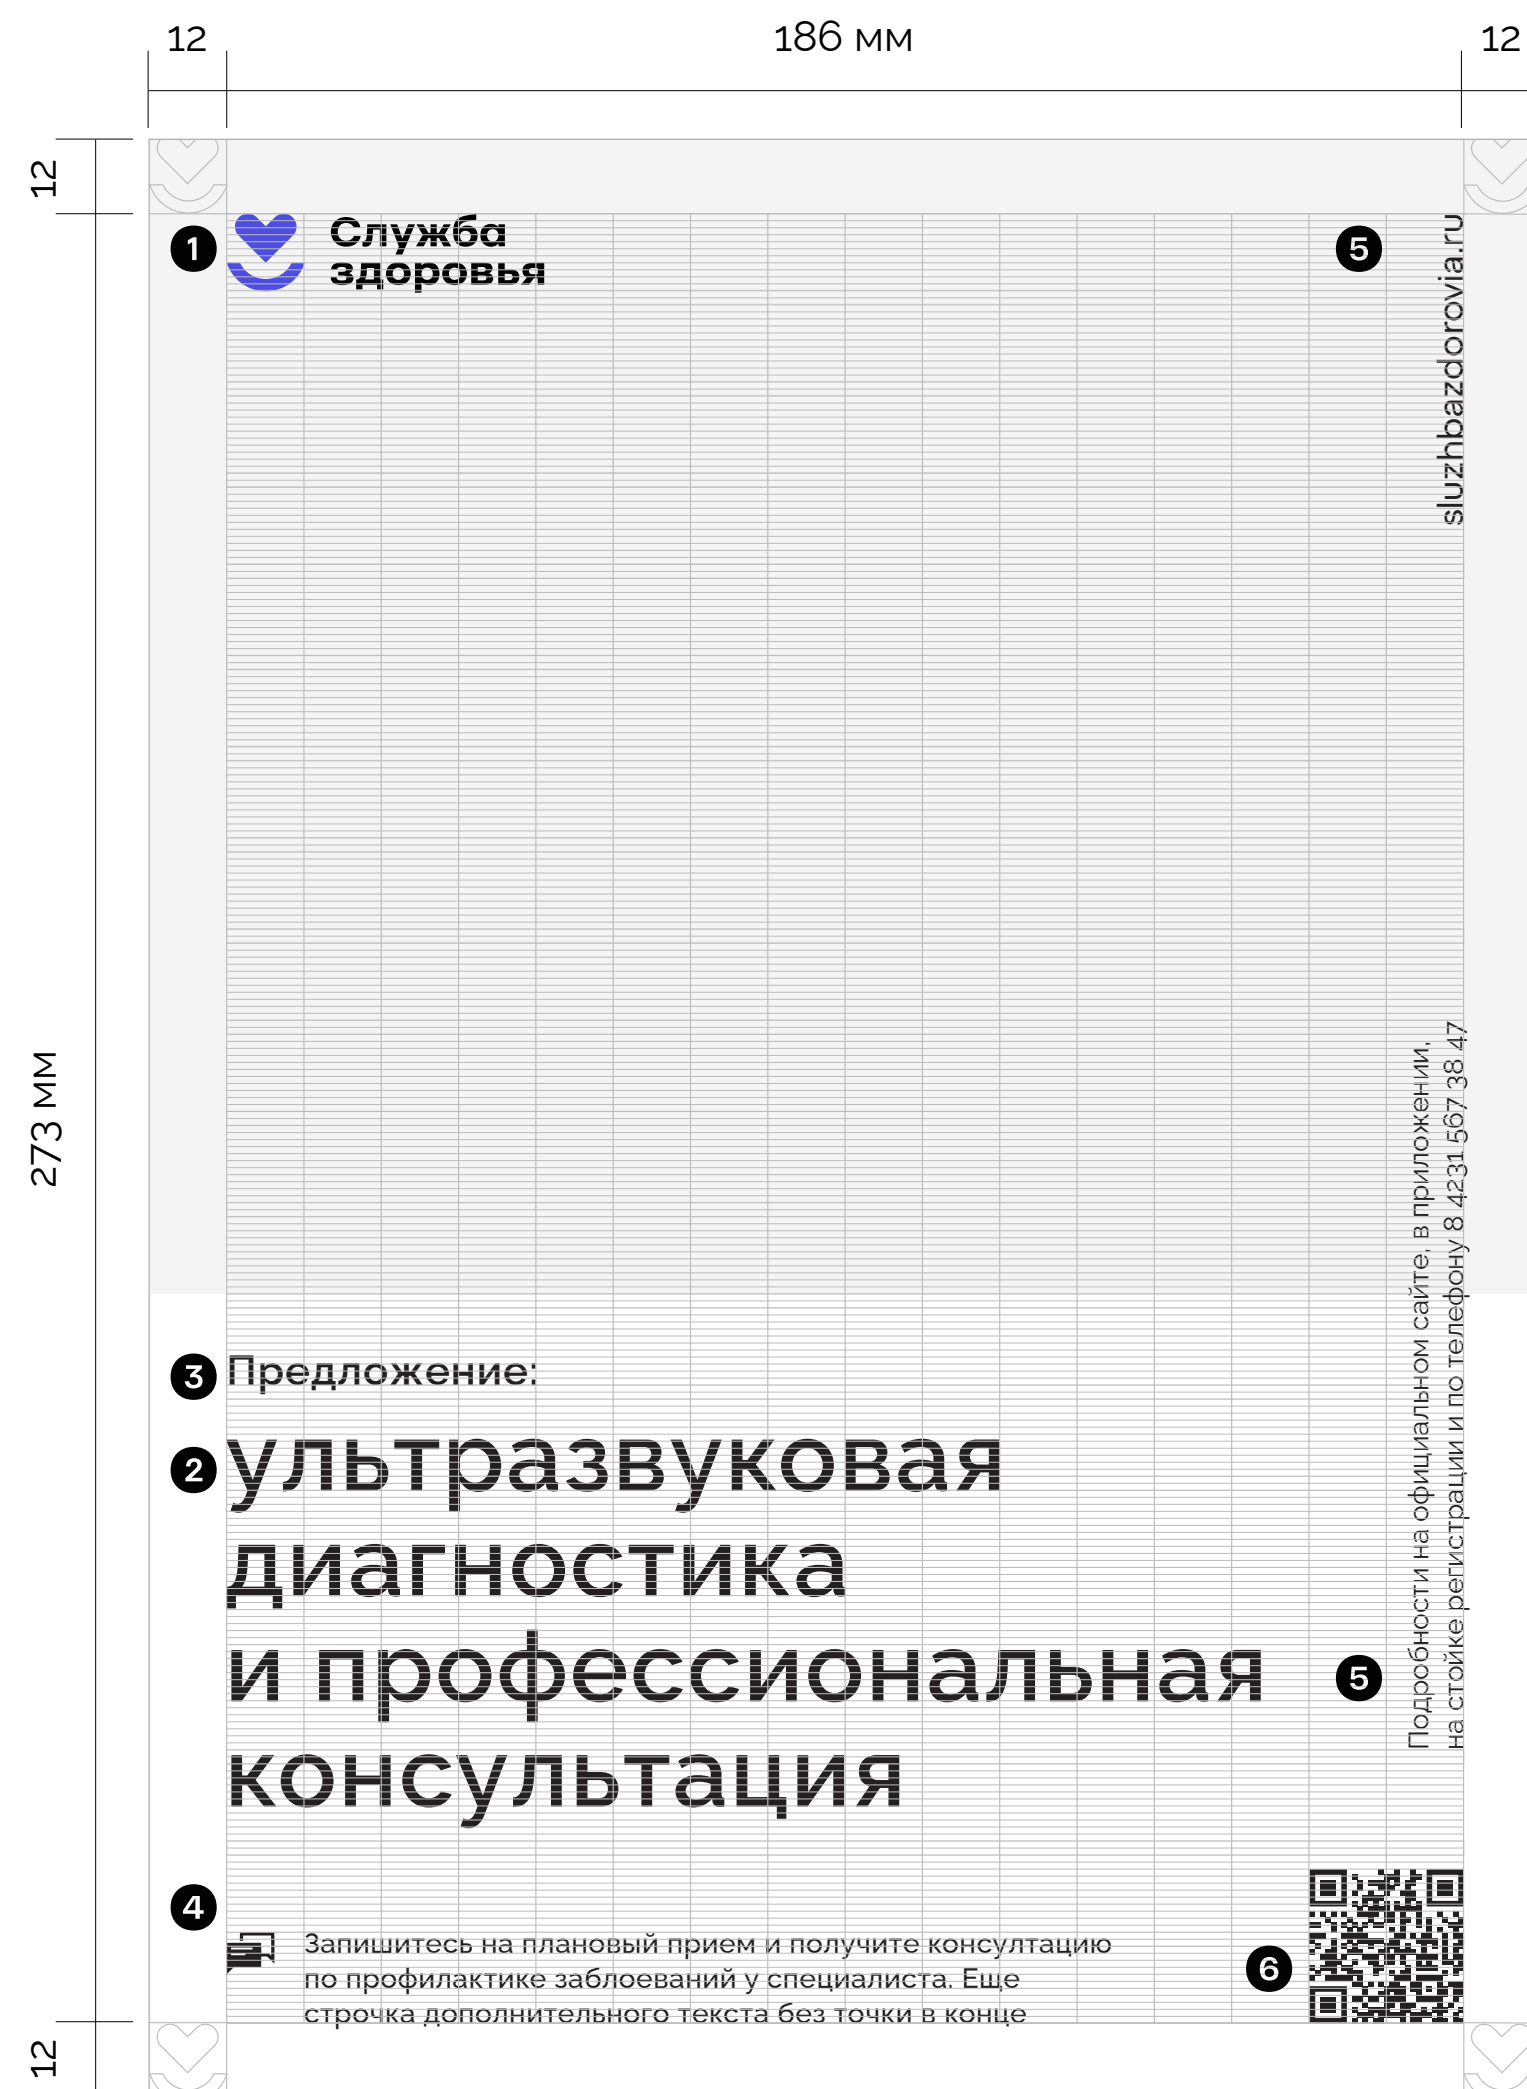 12
186 мм
12
12
1
Служба
здоровья
5
sluzhbazdorovia.ru
273 мм
3
Предложение:
2
ультразвуковая
диагностика
и профессиональная
консультация
5
Подробности на официальном сайте, в приложении,
на стойке регистрации и по телефону 8 4231 567 38 47
4
Запишитесь на плановый прием и получите консултацию
по профилактике заблоеваний у специалиста. Еще
строчка дополнительного текста без точки в конце
6
12